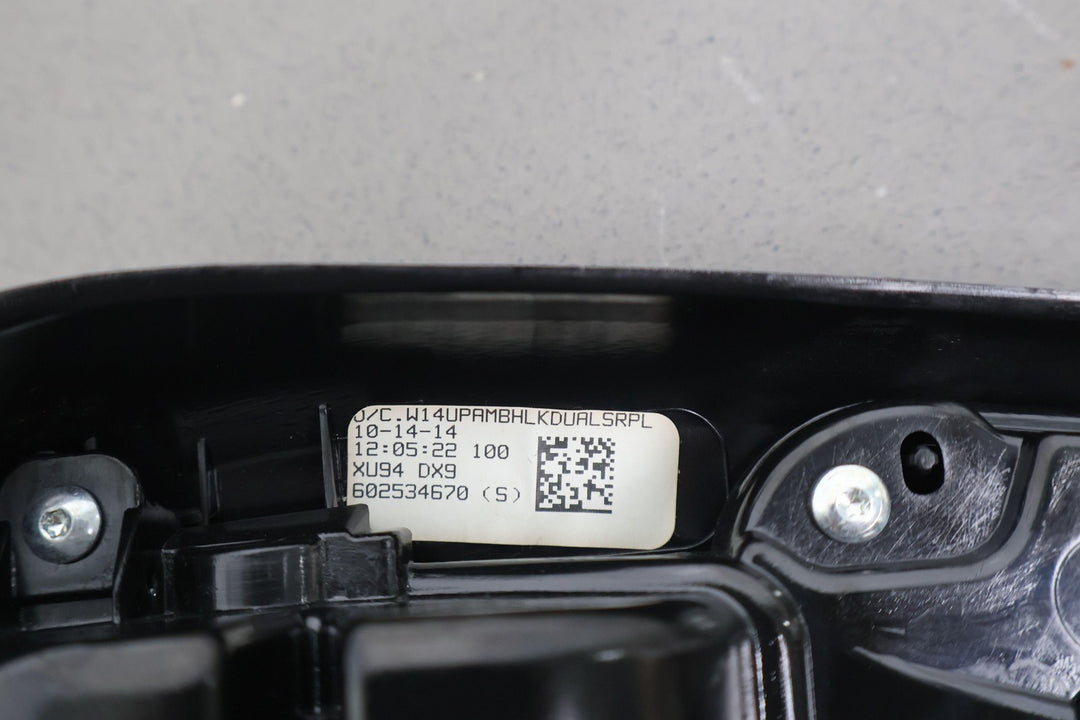 O/C.W14UPAMBHLKDUALSRPL
10-14-14
12:05:22 100
XU94 DX9
602534670 (S)